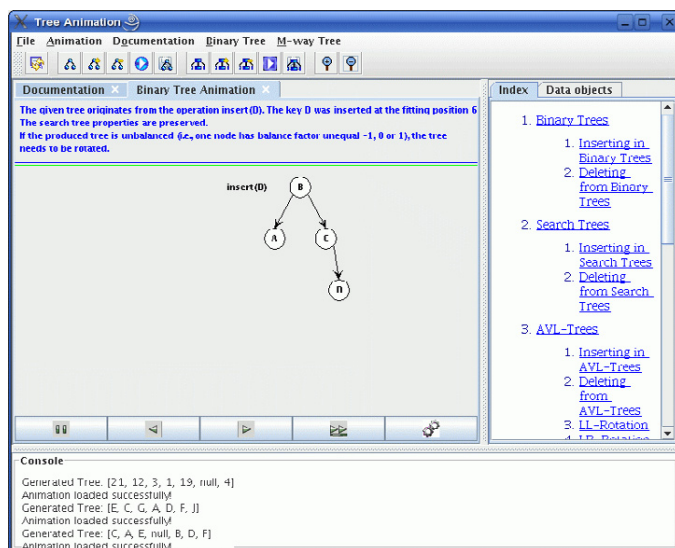 Tree Animation
File Animation Documentation Binary Tree M-way Tree
Documentation Binary Tree Animation
The given tree originates from the operation insert(D). The key D was inserted at the fitting position 6
The search tree properties are preserved.
If the produced tree is unbalanced (i.e., one node has balance factor unequal -1, 0 or 1), the tree
needs to be rotated.
insert(D)
B
A
C
D
Index Data objects
1. Binary Trees
1. Inserting in
Binary Trees
2. Deleting
from Binary
Trees
2. Search Trees
1. Inserting in
Search Trees
2. Deleting
from Search
Trees
3. AVL-Trees
1. Inserting in
AVL-Trees
2. Deleting
from
AVL-Trees
3. LL-Rotation
4. LR-Rotation
Console
Generated Tree: [21, 12, 3, 1, 19, null, 4]
Animation loaded successfully!
Generated Tree: [E, C, G, A, D, F, J]
Animation loaded successfully!
Generated Tree: [C, A, E, null, B, D, F]
Animation loaded successfully!